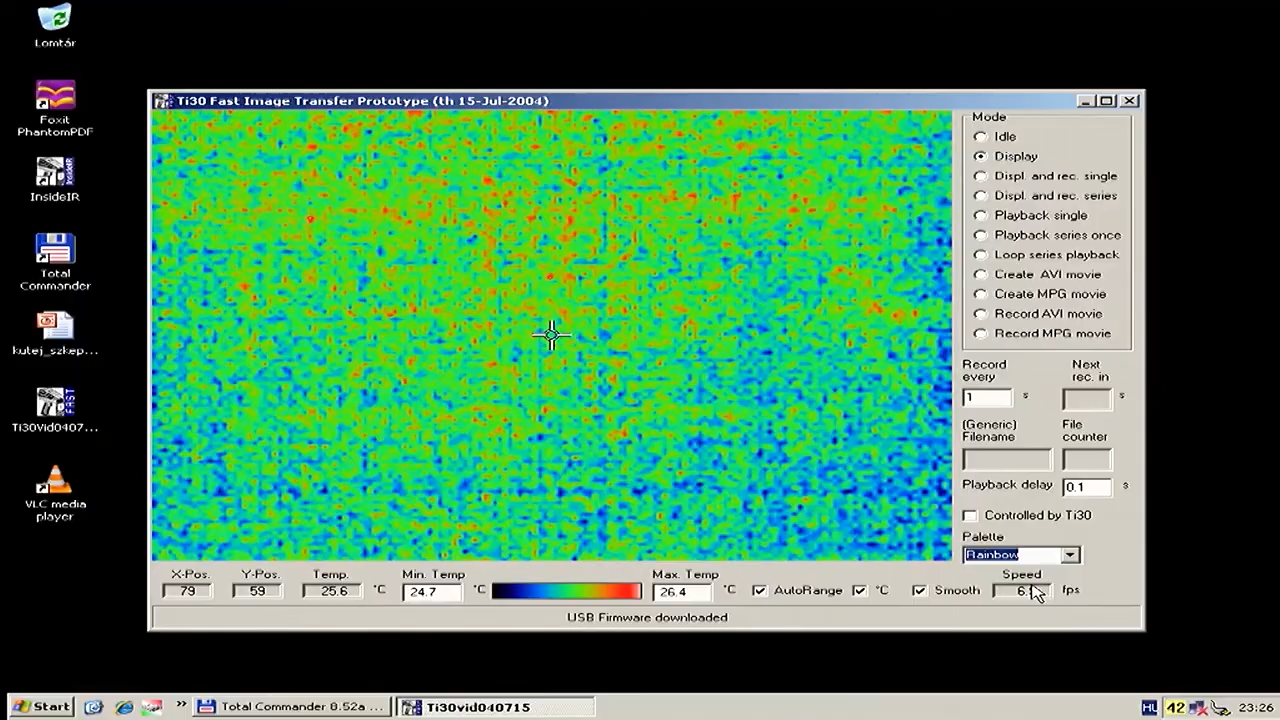 Lomtár
Foxit
PhantomPDF
InsideIR
InsideIR
Total
Commander
kutej_szkep...
FAST
Ti30Vid0407...
VLC media
player
Ti30 Fast Image Transfer Prototype (th 15-Jul-2004)
Mode
Idle
Display
Displ. and rec. single
Displ. and rec. series
Playback single
Playback series once
Loop series playback
Create AVI movie
Create MPG movie
Record AVI movie
Record MPG movie
Record every
1 s
Next rec. in
s
(Generic) Filename
File counter
Playback delay 0.1 s
Controlled by Ti30
Palette
Rainbow
X-Pos. Y-Pos. Temp. Min. Temp Max. Temp Speed
79 59 25.6 °C 24.7 °C 26.4 °C AutoRange °C Smooth fps
USB Firmware downloaded
Start » Total Commander 8.52a ... Ti30vid040715 HU 42 23:26